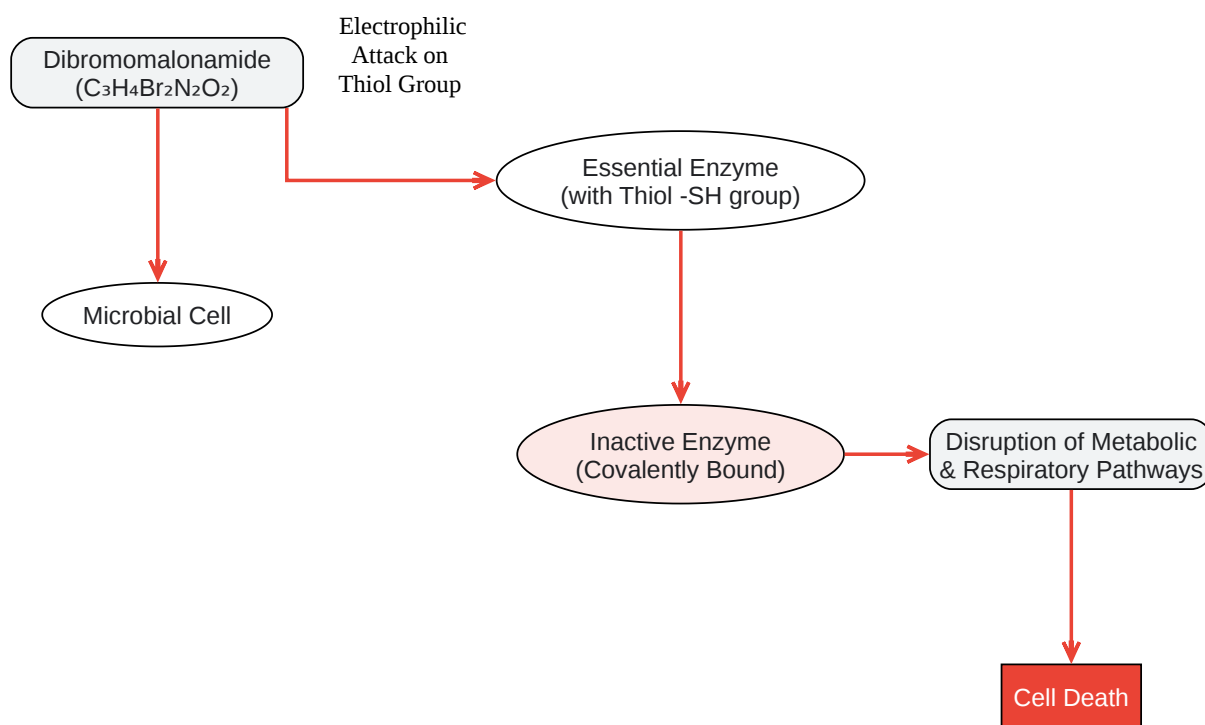 Dibromomalonamide
(C₃H₄Br₂N₂O₂)
Electrophilic
Attack on
Thiol Group
Essential Enzyme
(with Thiol -SH group)
Microbial Cell
Inactive Enzyme
(Covalently Bound)
Disruption of Metabolic
& Respiratory Pathways
Cell Death